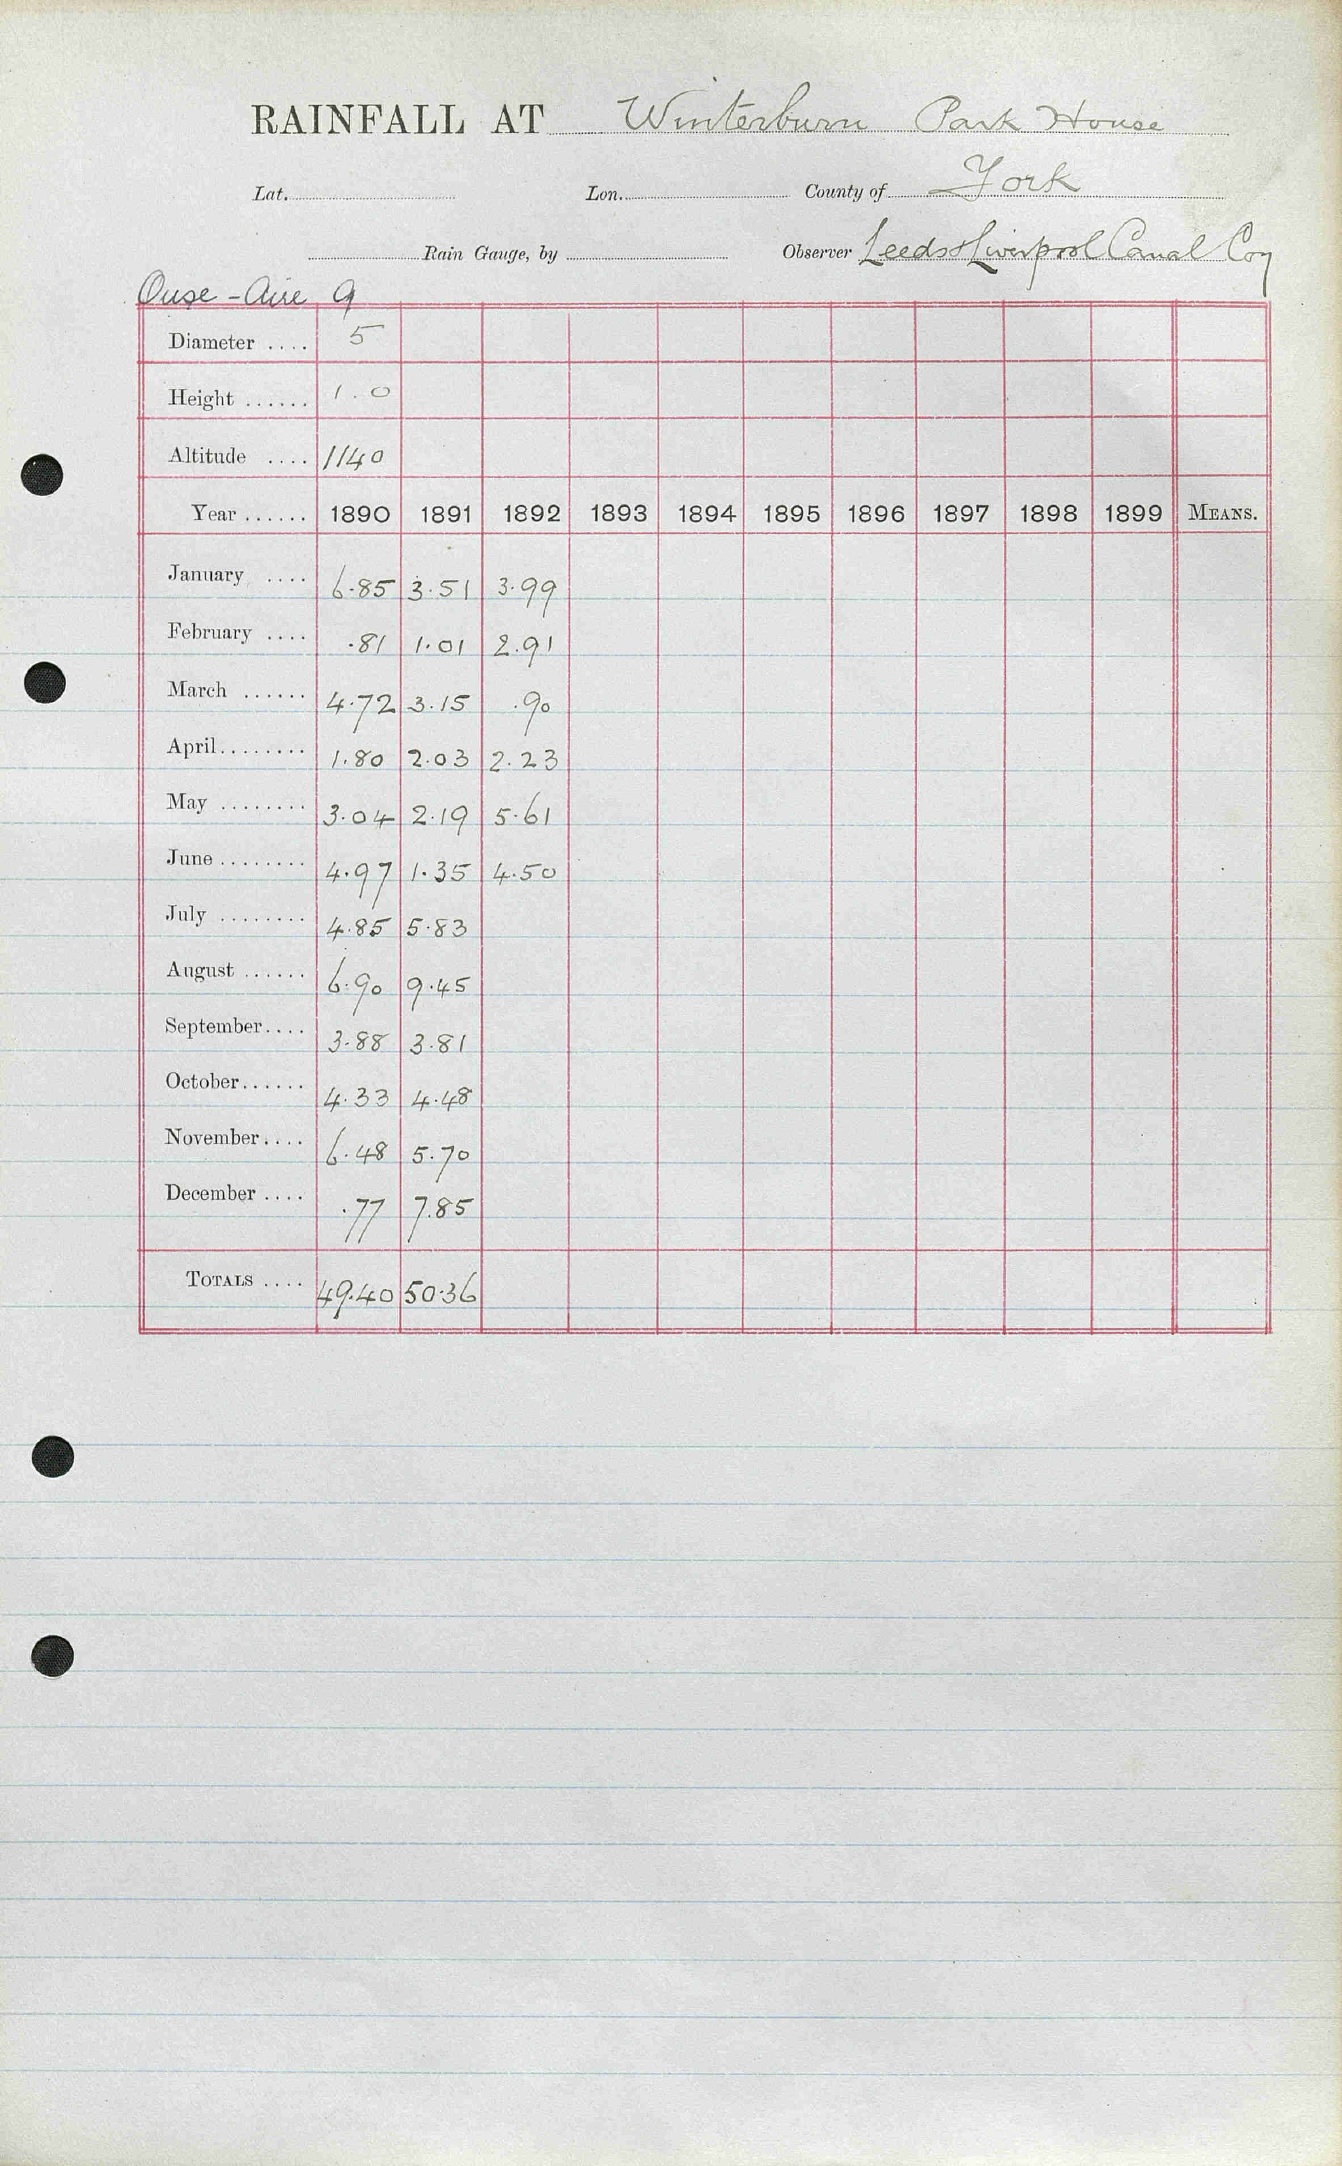 RAINFALL AT Winterburn Park House
Lat. Lon. County of York
Rain Gauge, by Observer Leeds & Liverpool Canal Coy
Ouse - Aire 9
Diameter .... 5
Height ...... 1.0
Altitude .... 1140
Year ...... 1890 1891 1892 1893 1894 1895 1896 1897 1898 1899 MEANS.
January .... 6.85 3.51 3.99
February .... .81 1.01 2.91
March ...... 4.72 3.15 .90
April ........ 1.80 2.03 2.23
May ........ 3.04 2.19 5.61
June ........ 4.97 1.35 4.50
July ........ 4.85 5.83
August ...... 6.90 9.45
September .... 3.88 3.81
October ...... 4.33 4.48
November .... 6.48 5.70
December .... .77 7.85
TOTALS .... 49.40 50.36